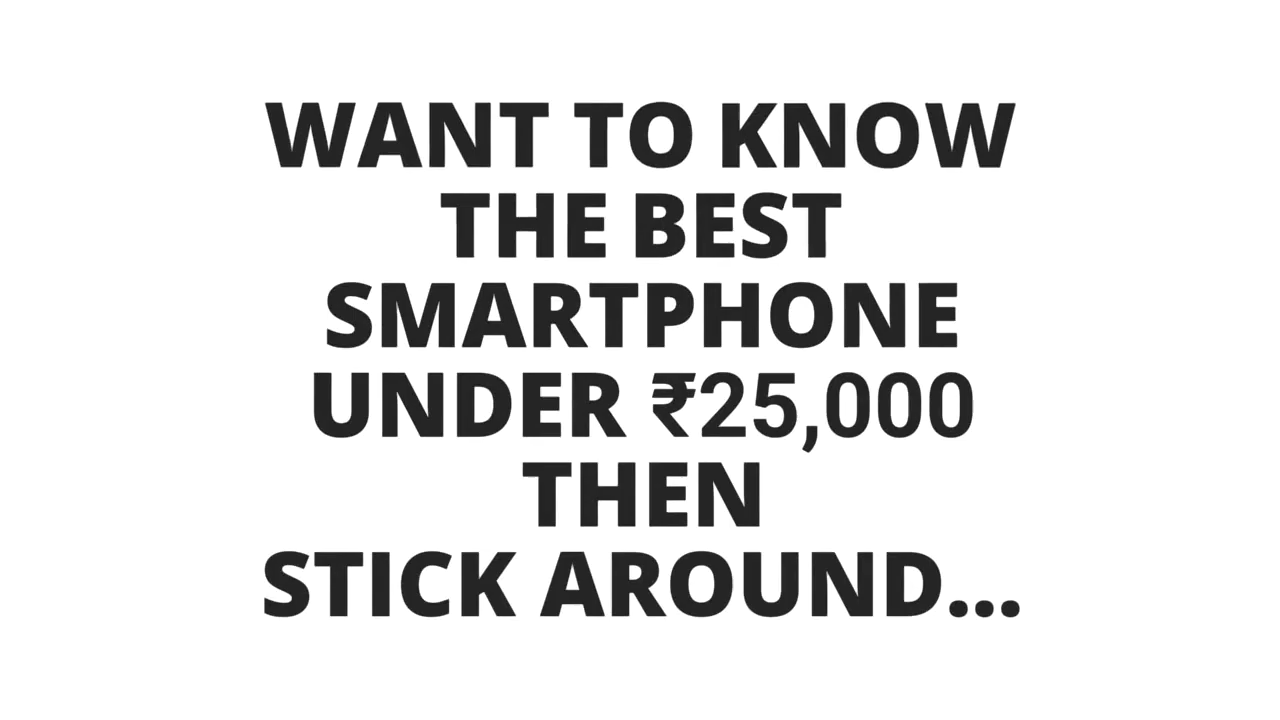 WANT TO KNOW
THE BEST
SMARTPHONE
UNDER ₹25,000
THEN
STICK AROUND...